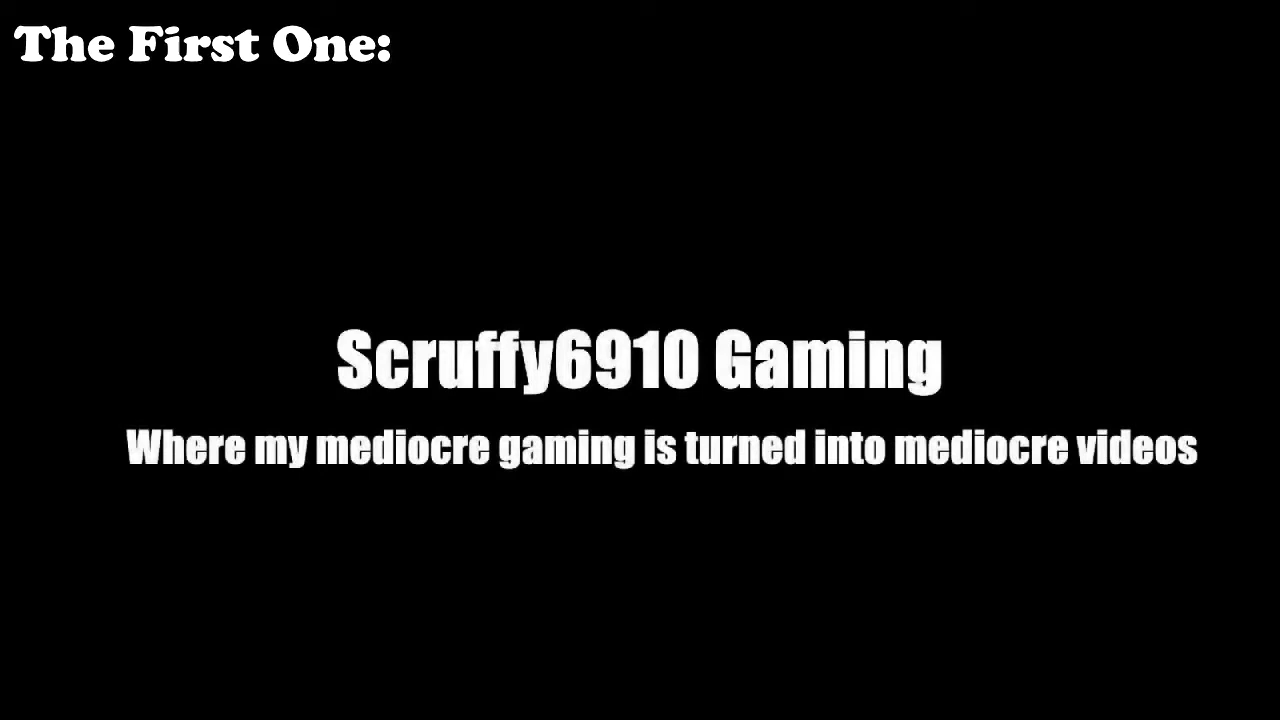 The First One:
Scruffy6910 Gaming
Where my mediocre gaming is turned into mediocre videos